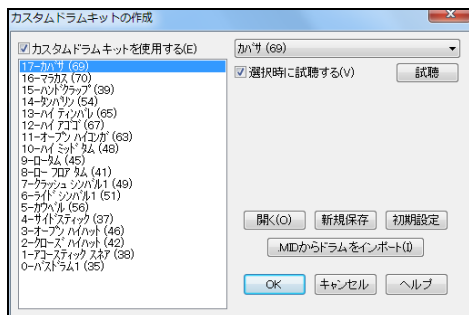 カスタムドラムキットの作成
カスタムドラムキットを使用する(E)
カバサ (69)
17-カバサ (69)
16-マラカス (70)
15-ハンドクラップ (39)
14-タンバリン (54)
13-ハイ ティンバレ (65)
12-ハイ アゴゴ (67)
11-オープン ハイコンガ (63)
10-ハイ ミッド タム (48)
9-ロータム (45)
8-ロー フロア タム (41)
7-クラッシュ シンバル1 (49)
6-ライド シンバル1 (51)
5-カウベル (56)
4-サイドスティック (37)
3-オープン ハイハット (46)
2-クローズ ハイハット (42)
1-アコースティック スネア (38)
0-バスドラム1 (35)
選択時に試聴する(V)
試聴
開く(O)
新規保存
初期設定
.MIDからドラムをインポート(I)
OK
キャンセル
ヘルプ